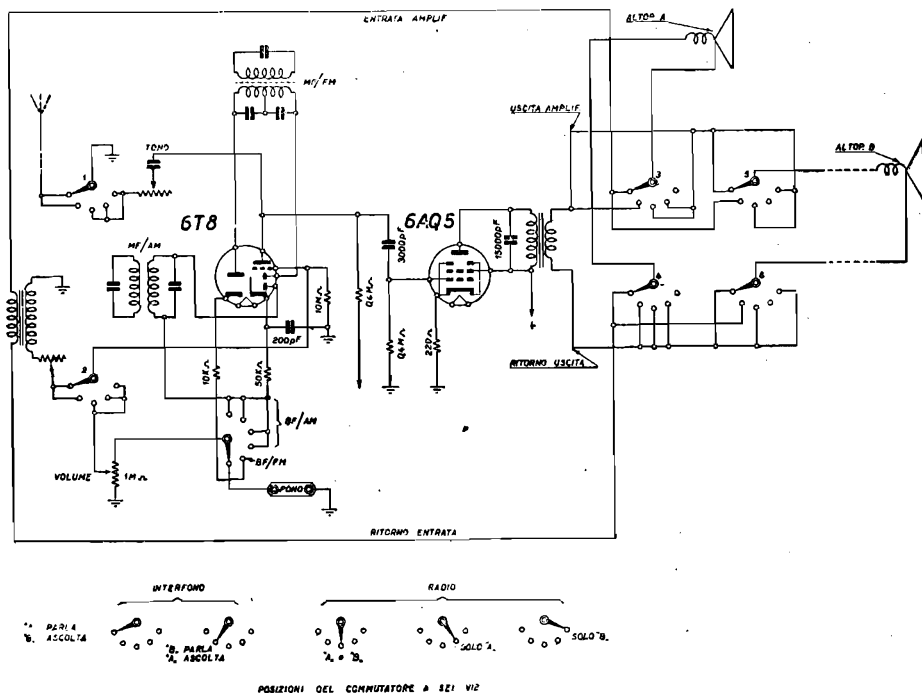 ENTRATA AMPLIF
ALTOP. A
MF/FM
USCITA AMPLIF
ALTOP. B
TONO
1
3
5
6T8
6AQ5
3000pF
15000pF
MF/AM
4
6
10MΩ
200pF
0,6MΩ
0,4MΩ
220Ω
+
RITORNO USCITA
2
10KΩ
50KΩ
BF/AM
BF/FM
VOLUME
1MΩ
FONO
RITORNO ENTRATA
INTERFONO
RADIO
"A" PARLA
"B" ASCOLTA
"B" PARLA
"A" ASCOLTA
"A" e "B"
SOLO "A"
SOLO "B"
POSIZIONI DEL COMMUTATORE A SEI VIE